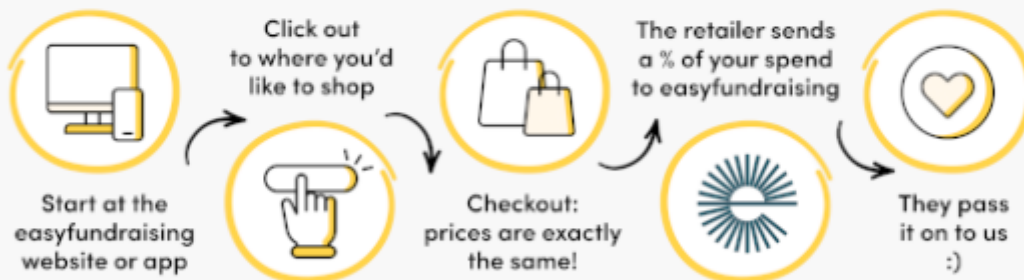 Start at the
easyfundraising
website or app
Click out
to where you'd
like to shop
Checkout:
prices are exactly
the same!
The retailer sends
a % of your spend
to easyfundraising
They pass
it on to us
:)